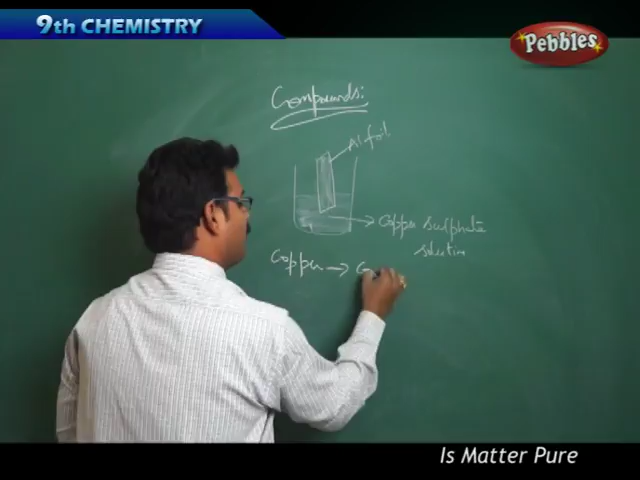 9th CHEMISTRY
Pebbles
Compounds:
Al foil
Copper sulphate
solution
Copper →
Is Matter Pure